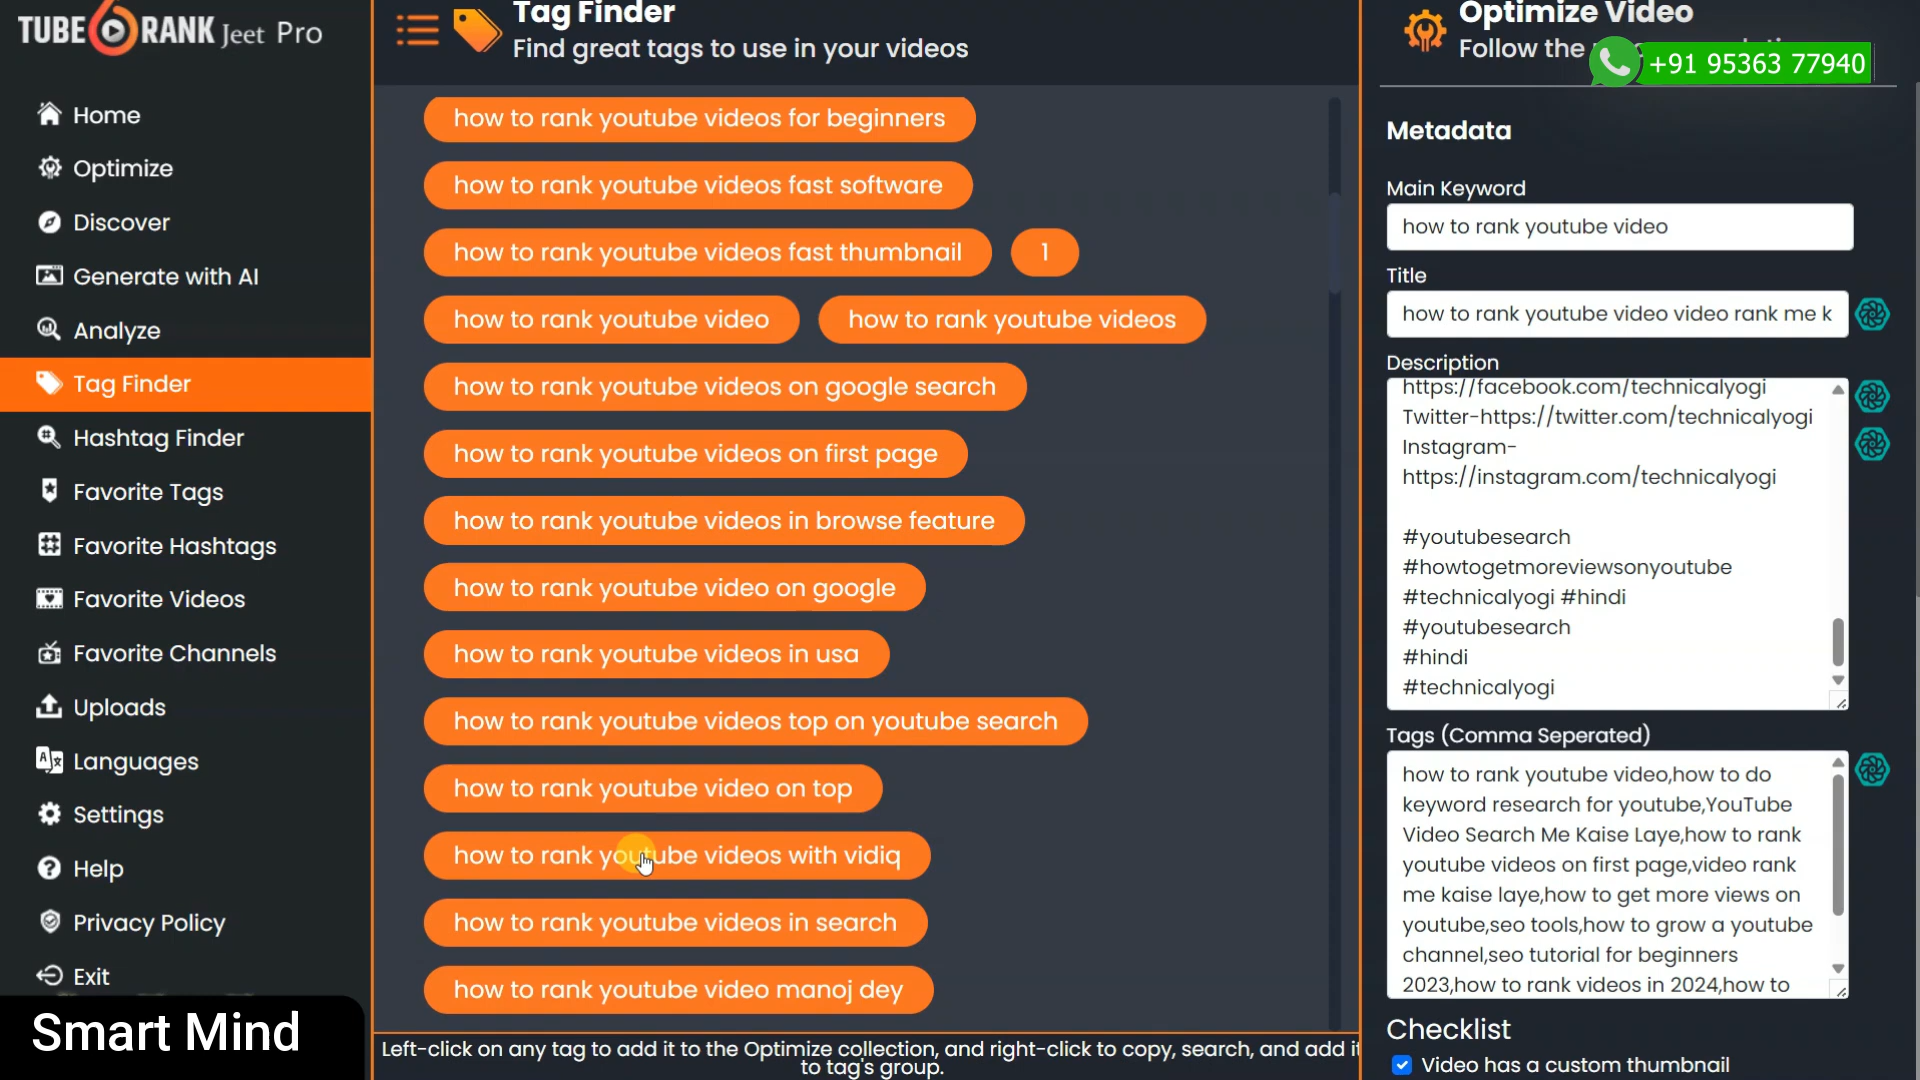 TUBE RANK Jeet Pro
Home
Optimize
Discover
Generate with AI
Analyze
Tag Finder
Hashtag Finder
Favorite Tags
Favorite Hashtags
Favorite Videos
Favorite Channels
Uploads
Languages
Settings
Help
Privacy Policy
Exit
Smart Mind
Tag Finder
Find great tags to use in your videos
how to rank youtube videos for beginners
how to rank youtube videos fast software
how to rank youtube videos fast thumbnail 1
how to rank youtube video how to rank youtube videos
how to rank youtube videos on google search
how to rank youtube videos on first page
how to rank youtube videos in browse feature
how to rank youtube video on google
how to rank youtube videos in usa
how to rank youtube videos top on youtube search
how to rank youtube video on top
how to rank youtube videos with vidiq
how to rank youtube videos in search
how to rank youtube video manoj dey
Left-click on any tag to add it to the Optimize collection, and right-click to copy, search, and add it
to tag's group.
Optimize Video
Follow the
+91 95363 77940
Metadata
Main Keyword
how to rank youtube video
Title
how to rank youtube video video rank me k
Description
https://facebook.com/technicalyogi
Twitter-https://twitter.com/technicalyogi
Instagram-
https://instagram.com/technicalyogi
#youtubesearch
#howtogetmoreviewsonyoutube
#technicalyogi #hindi
#youtubesearch
#hindi
#technicalyogi
Tags (Comma Seperated)
how to rank youtube video,how to do
keyword research for youtube,YouTube
Video Search Me Kaise Laye,how to rank
youtube videos on first page,video rank
me kaise laye,how to get more views on
youtube,seo tools,how to grow a youtube
channel,seo tutorial for beginners
2023,how to rank videos in 2024,how to
Checklist
Video has a custom thumbnail